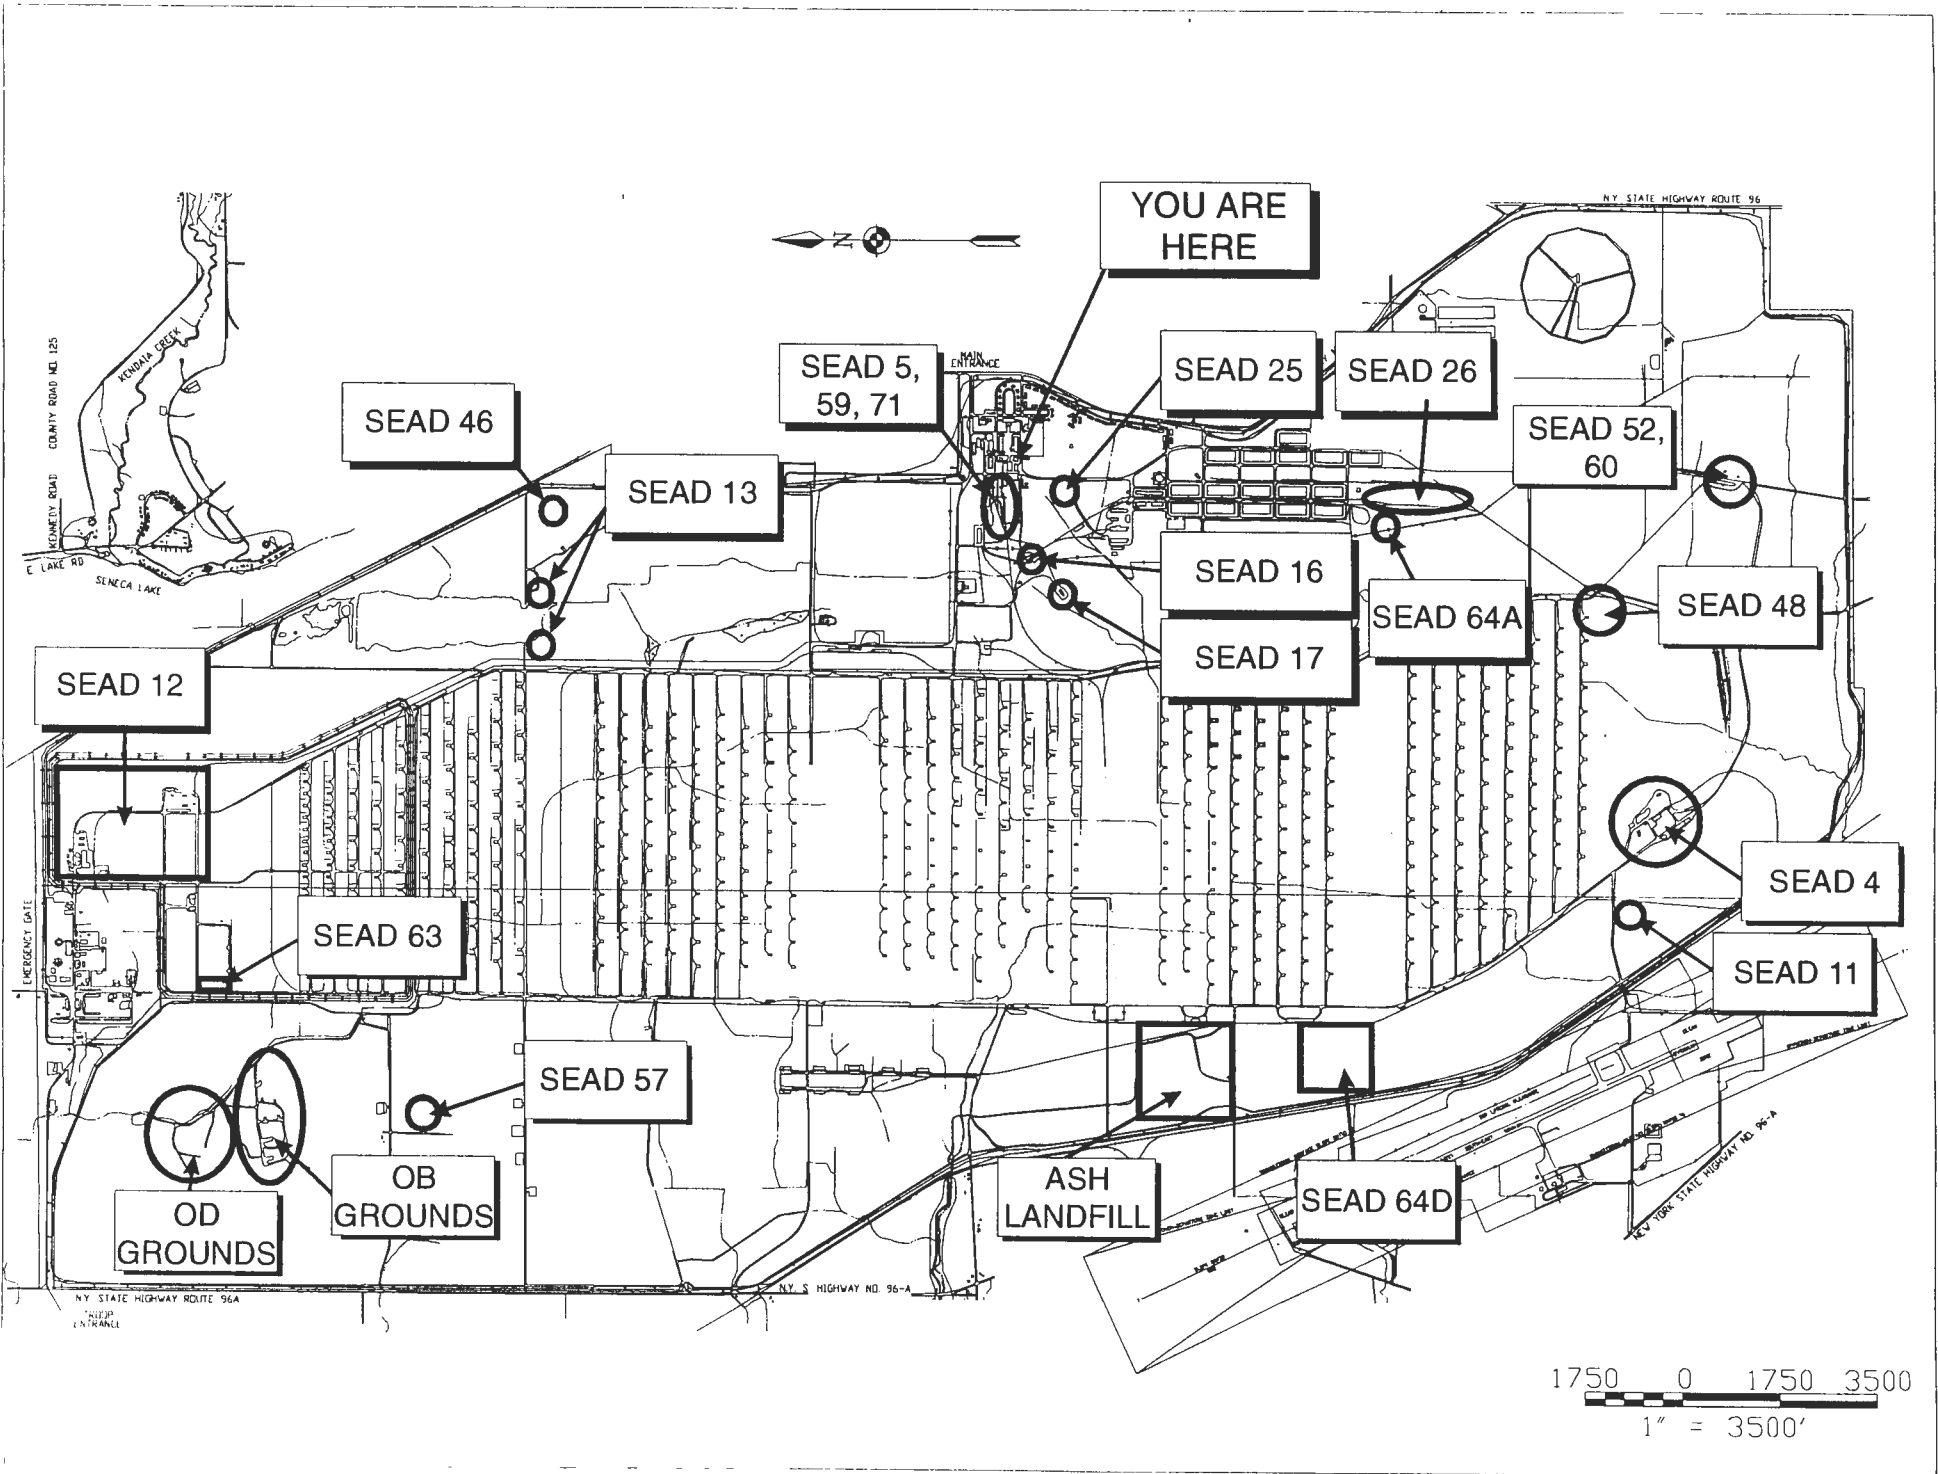 NY STATE HIGHWAY ROUTE 96
YOU ARE
HERE
N
KENDAIA CREEK
COUNTY ROAD NO. 125
KENNEDY ROAD
E LAKE RD
SENECA LAKE
MAIN
ENTRANCE
SEAD 5,
59, 71
SEAD 25
SEAD 26
SEAD 46
SEAD 52,
60
SEAD 13
SEAD 16
SEAD 64A
SEAD 48
SEAD 17
SEAD 12
SEAD 4
SEAD 63
EMERGENCY GATE
SEAD 11
SEAD 57
OB
GROUNDS
OD
GROUNDS
ASH
LANDFILL
SEAD 64D
NEW YORK STATE HIGHWAY NO. 96-A
NY STATE HIGHWAY ROUTE 96A
N.Y. S HIGHWAY NO. 96-A
TROOP
ENTRANCE
1750 0 1750 3500
1" = 3500'